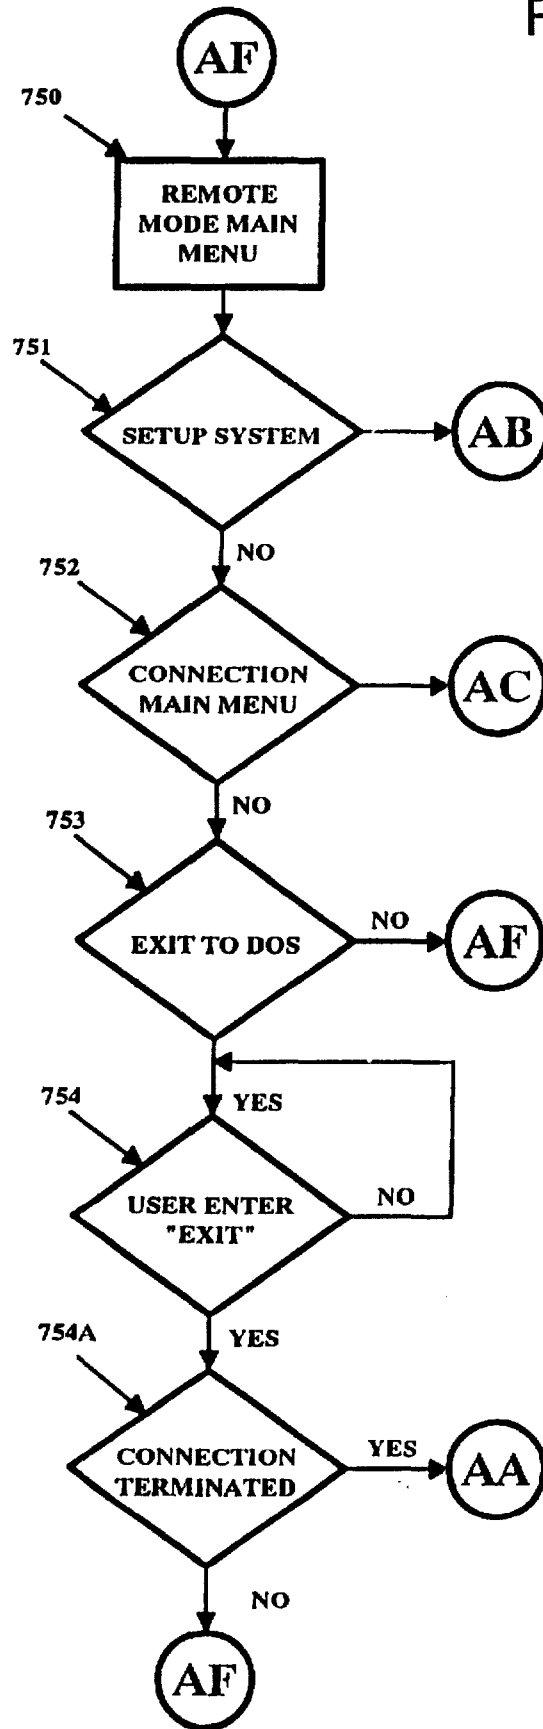 F
AF
750
REMOTE
MODE MAIN
MENU
751
SETUP SYSTEM
AB
NO
752
CONNECTION
MAIN MENU
AC
NO
753
EXIT TO DOS
NO
AF
YES
754
USER ENTER
"EXIT"
NO
YES
754A
CONNECTION
TERMINATED
YES
AA
NO
AF